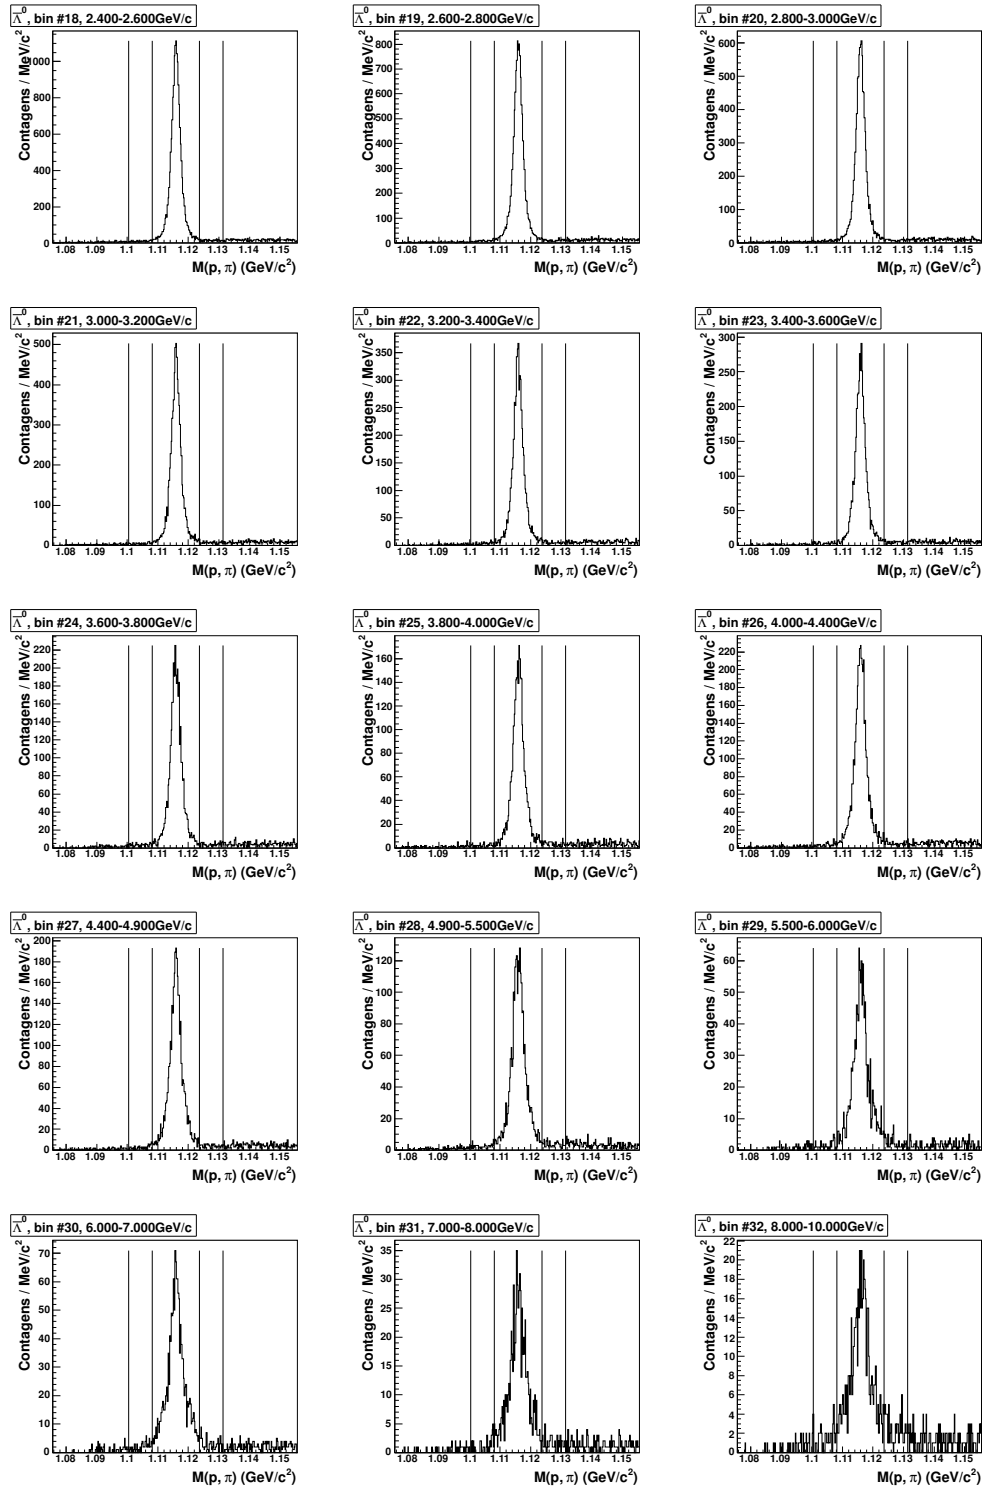 Λ̅⁰, bin #18, 2.400-2.600GeV/c
Contagens / MeV/c²
1000
800
600
400
200
0
1.08 1.09 1.1 1.11 1.12 1.13 1.14 1.15
M(p, π) (GeV/c²)
Λ̅⁰, bin #19, 2.600-2.800GeV/c
Contagens / MeV/c²
800
700
600
500
400
300
200
100
0
1.08 1.09 1.1 1.11 1.12 1.13 1.14 1.15
M(p, π) (GeV/c²)
Λ̅⁰, bin #20, 2.800-3.000GeV/c
Contagens / MeV/c²
600
500
400
300
200
100
0
1.08 1.09 1.1 1.11 1.12 1.13 1.14 1.15
M(p, π) (GeV/c²)
Λ̅⁰, bin #21, 3.000-3.200GeV/c
Contagens / MeV/c²
500
400
300
200
100
0
1.08 1.09 1.1 1.11 1.12 1.13 1.14 1.15
M(p, π) (GeV/c²)
Λ̅⁰, bin #22, 3.200-3.400GeV/c
Contagens / MeV/c²
350
300
250
200
150
100
50
0
1.08 1.09 1.1 1.11 1.12 1.13 1.14 1.15
M(p, π) (GeV/c²)
Λ̅⁰, bin #23, 3.400-3.600GeV/c
Contagens / MeV/c²
300
250
200
150
100
50
0
1.08 1.09 1.1 1.11 1.12 1.13 1.14 1.15
M(p, π) (GeV/c²)
Λ̅⁰, bin #24, 3.600-3.800GeV/c
Contagens / MeV/c²
220
200
180
160
140
120
100
80
60
40
20
0
1.08 1.09 1.1 1.11 1.12 1.13 1.14 1.15
M(p, π) (GeV/c²)
Λ̅⁰, bin #25, 3.800-4.000GeV/c
Contagens / MeV/c²
160
140
120
100
80
60
40
20
0
1.08 1.09 1.1 1.11 1.12 1.13 1.14 1.15
M(p, π) (GeV/c²)
Λ̅⁰, bin #26, 4.000-4.400GeV/c
Contagens / MeV/c²
220
200
180
160
140
120
100
80
60
40
20
0
1.08 1.09 1.1 1.11 1.12 1.13 1.14 1.15
M(p, π) (GeV/c²)
Λ̅⁰, bin #27, 4.400-4.900GeV/c
Contagens / MeV/c²
200
180
160
140
120
100
80
60
40
20
0
1.08 1.09 1.1 1.11 1.12 1.13 1.14 1.15
M(p, π) (GeV/c²)
Λ̅⁰, bin #28, 4.900-5.500GeV/c
Contagens / MeV/c²
120
100
80
60
40
20
0
1.08 1.09 1.1 1.11 1.12 1.13 1.14 1.15
M(p, π) (GeV/c²)
Λ̅⁰, bin #29, 5.500-6.000GeV/c
Contagens / MeV/c²
60
50
40
30
20
10
0
1.08 1.09 1.1 1.11 1.12 1.13 1.14 1.15
M(p, π) (GeV/c²)
Λ̅⁰, bin #30, 6.000-7.000GeV/c
Contagens / MeV/c²
70
60
50
40
30
20
10
0
1.08 1.09 1.1 1.11 1.12 1.13 1.14 1.15
M(p, π) (GeV/c²)
Λ̅⁰, bin #31, 7.000-8.000GeV/c
Contagens / MeV/c²
35
30
25
20
15
10
5
0
1.08 1.09 1.1 1.11 1.12 1.13 1.14 1.15
M(p, π) (GeV/c²)
Λ̅⁰, bin #32, 8.000-10.000GeV/c
Contagens / MeV/c²
22
20
18
16
14
12
10
8
6
4
2
0
1.08 1.09 1.1 1.11 1.12 1.13 1.14 1.15
M(p, π) (GeV/c²)